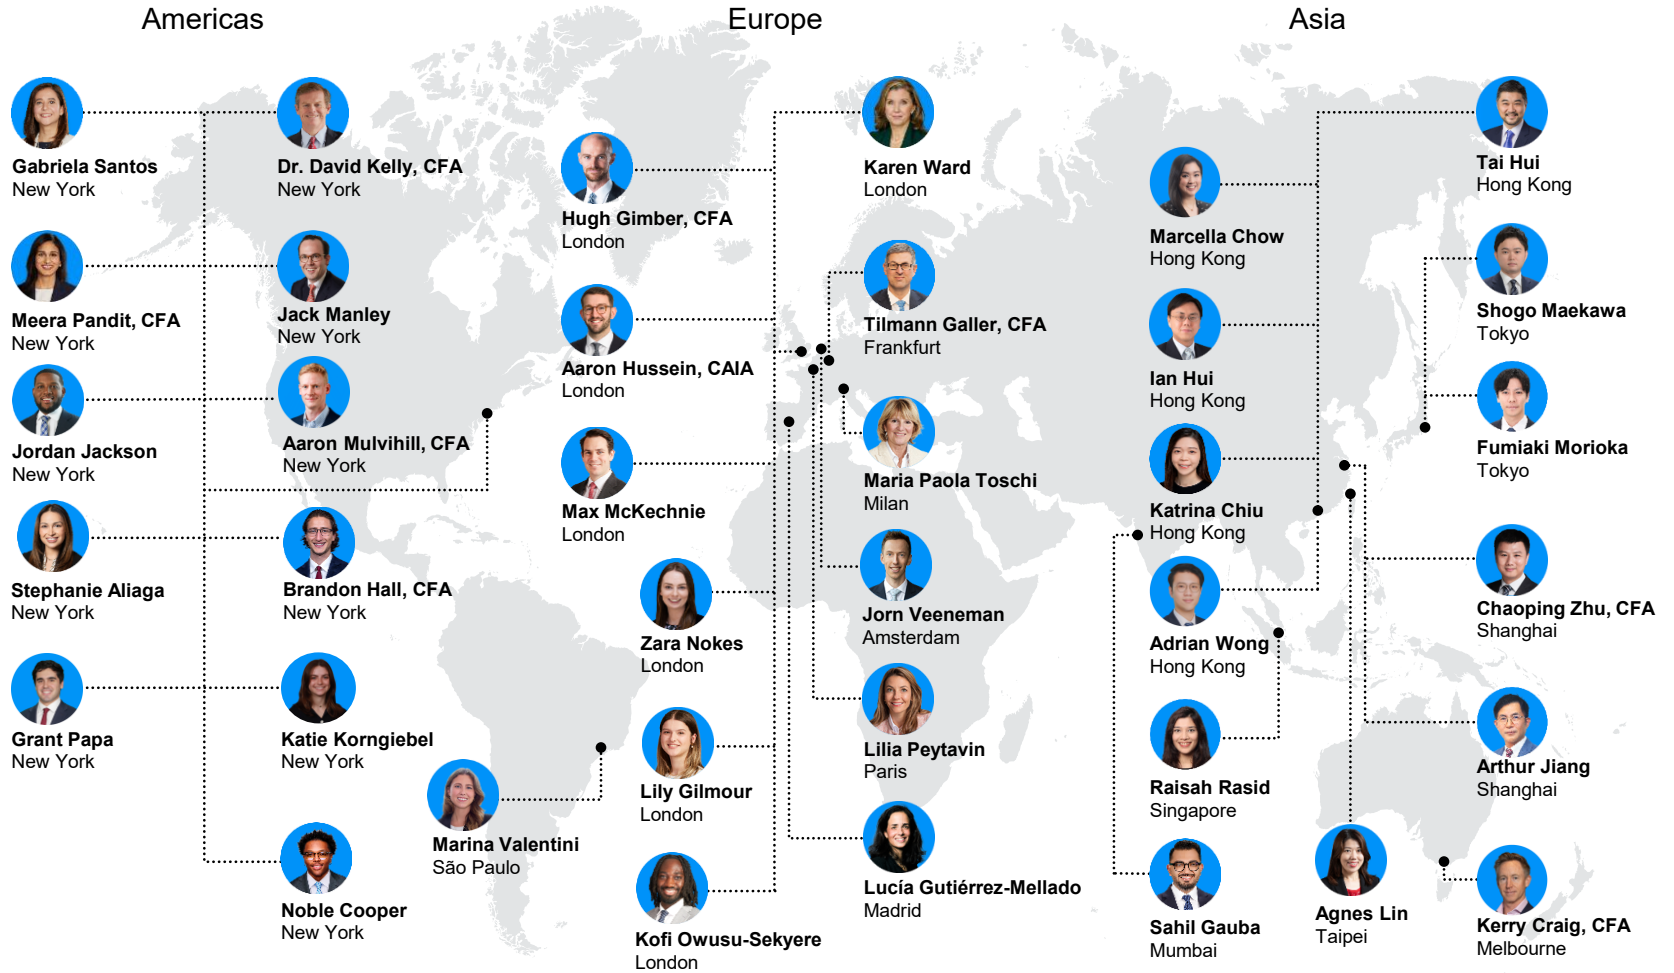 Americas
Europe
Asia
Gabriela Santos
New York
Dr. David Kelly, CFA
New York
Meera Pandit, CFA
New York
Jack Manley
New York
Jordan Jackson
New York
Aaron Mulvihill, CFA
New York
Stephanie Aliaga
New York
Brandon Hall, CFA
New York
Grant Papa
New York
Katie Korngiebel
New York
Noble Cooper
New York
Marina Valentini
São Paulo
Hugh Gimber, CFA
London
Aaron Hussein, CAIA
London
Max McKechnie
London
Zara Nokes
London
Lily Gilmour
London
Kofi Owusu-Sekyere
London
Karen Ward
London
Tilmann Galler, CFA
Frankfurt
Maria Paola Toschi
Milan
Jorn Veeneman
Amsterdam
Lilia Peytavin
Paris
Lucía Gutiérrez-Mellado
Madrid
Marcella Chow
Hong Kong
Ian Hui
Hong Kong
Katrina Chiu
Hong Kong
Adrian Wong
Hong Kong
Raisah Rasid
Singapore
Sahil Gauba
Mumbai
Agnes Lin
Taipei
Tai Hui
Hong Kong
Shogo Maekawa
Tokyo
Fumiaki Morioka
Tokyo
Chaoping Zhu, CFA
Shanghai
Arthur Jiang
Shanghai
Kerry Craig, CFA
Melbourne